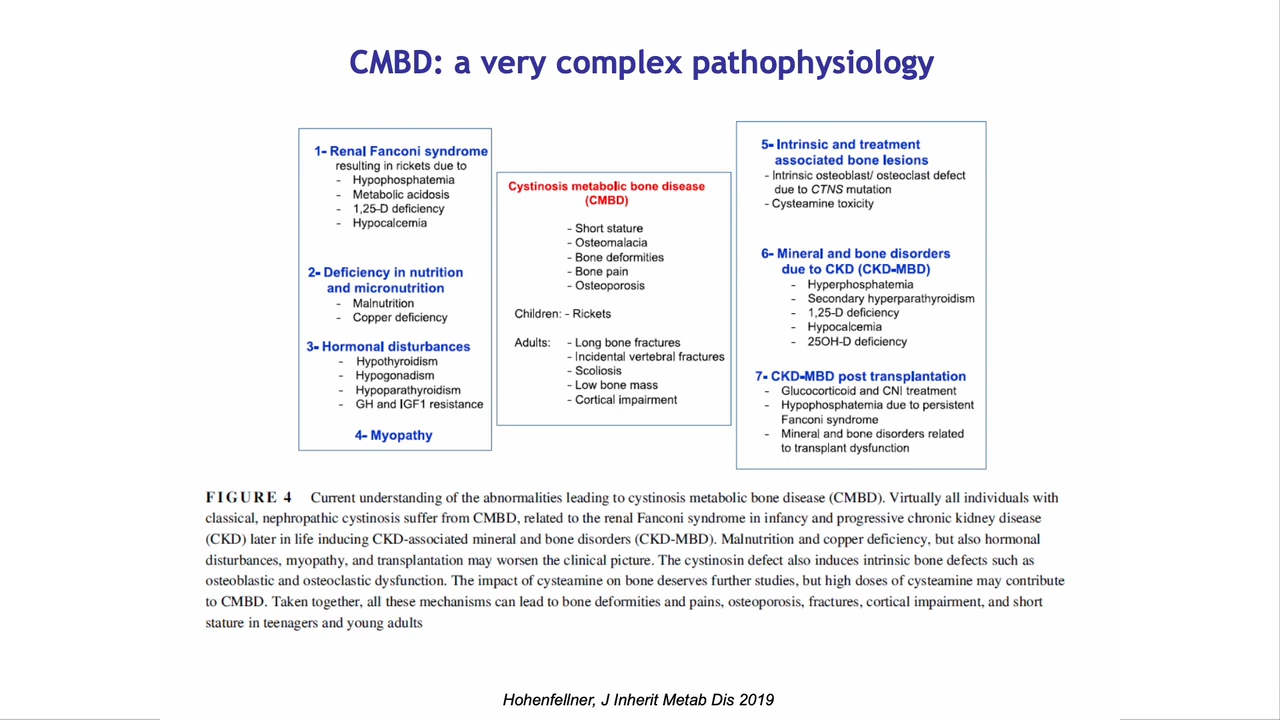 CMBD: a very complex pathophysiology
1- Renal Fanconi syndrome
resulting in rickets due to
- Hypophosphatemia
- Metabolic acidosis
- 1,25-D deficiency
- Hypocalcemia
2- Deficiency in nutrition
and micronutrition
- Malnutrition
- Copper deficiency
3- Hormonal disturbances
- Hypothyroidism
- Hypogonadism
- Hypoparathyroidism
- GH and IGF1 resistance
4- Myopathy
Cystinosis metabolic bone disease
(CMBD)
- Short stature
- Osteomalacia
- Bone deformities
- Bone pain
- Osteoporosis
Children: - Rickets
Adults: - Long bone fractures
- Incidental vertebral fractures
- Scoliosis
- Low bone mass
- Cortical impairment
5- Intrinsic and treatment
associated bone lesions
- Intrinsic osteoblast/ osteoclast defect
due to CTNS mutation
- Cysteamine toxicity
6- Mineral and bone disorders
due to CKD (CKD-MBD)
- Hyperphosphatemia
- Secondary hyperparathyroidism
- 1,25-D deficiency
- Hypocalcemia
- 25OH-D deficiency
7- CKD-MBD post transplantation
- Glucocorticoid and CNI treatment
- Hypophosphatemia due to persistent
Fanconi syndrome
- Mineral and bone disorders related
to transplant dysfunction
FIGURE 4 Current understanding of the abnormalities leading to cystinosis metabolic bone disease (CMBD). Virtually all individuals with
classical, nephropathic cystinosis suffer from CMBD, related to the renal Fanconi syndrome in infancy and progressive chronic kidney disease
(CKD) later in life inducing CKD-associated mineral and bone disorders (CKD-MBD). Malnutrition and copper deficiency, but also hormonal
disturbances, myopathy, and transplantation may worsen the clinical picture. The cystinosin defect also induces intrinsic bone defects such as
osteoblastic and osteoclastic dysfunction. The impact of cysteamine on bone deserves further studies, but high doses of cysteamine may contribute
to CMBD. Taken together, all these mechanisms can lead to bone deformities and pains, osteoporosis, fractures, cortical impairment, and short
stature in teenagers and young adults
Hohenfellner, J Inherit Metab Dis 2019